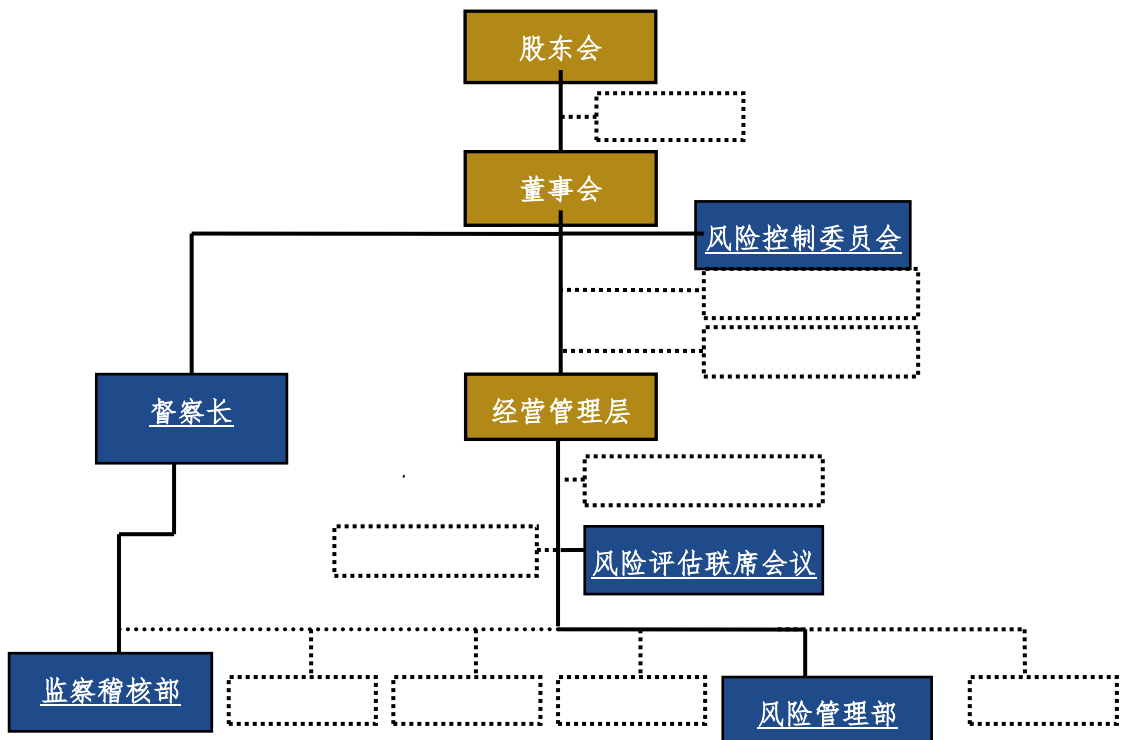 股东会
董事会
风险控制委员会
督察长
经营管理层
风险评估联席会议
监察稽核部
风险管理部